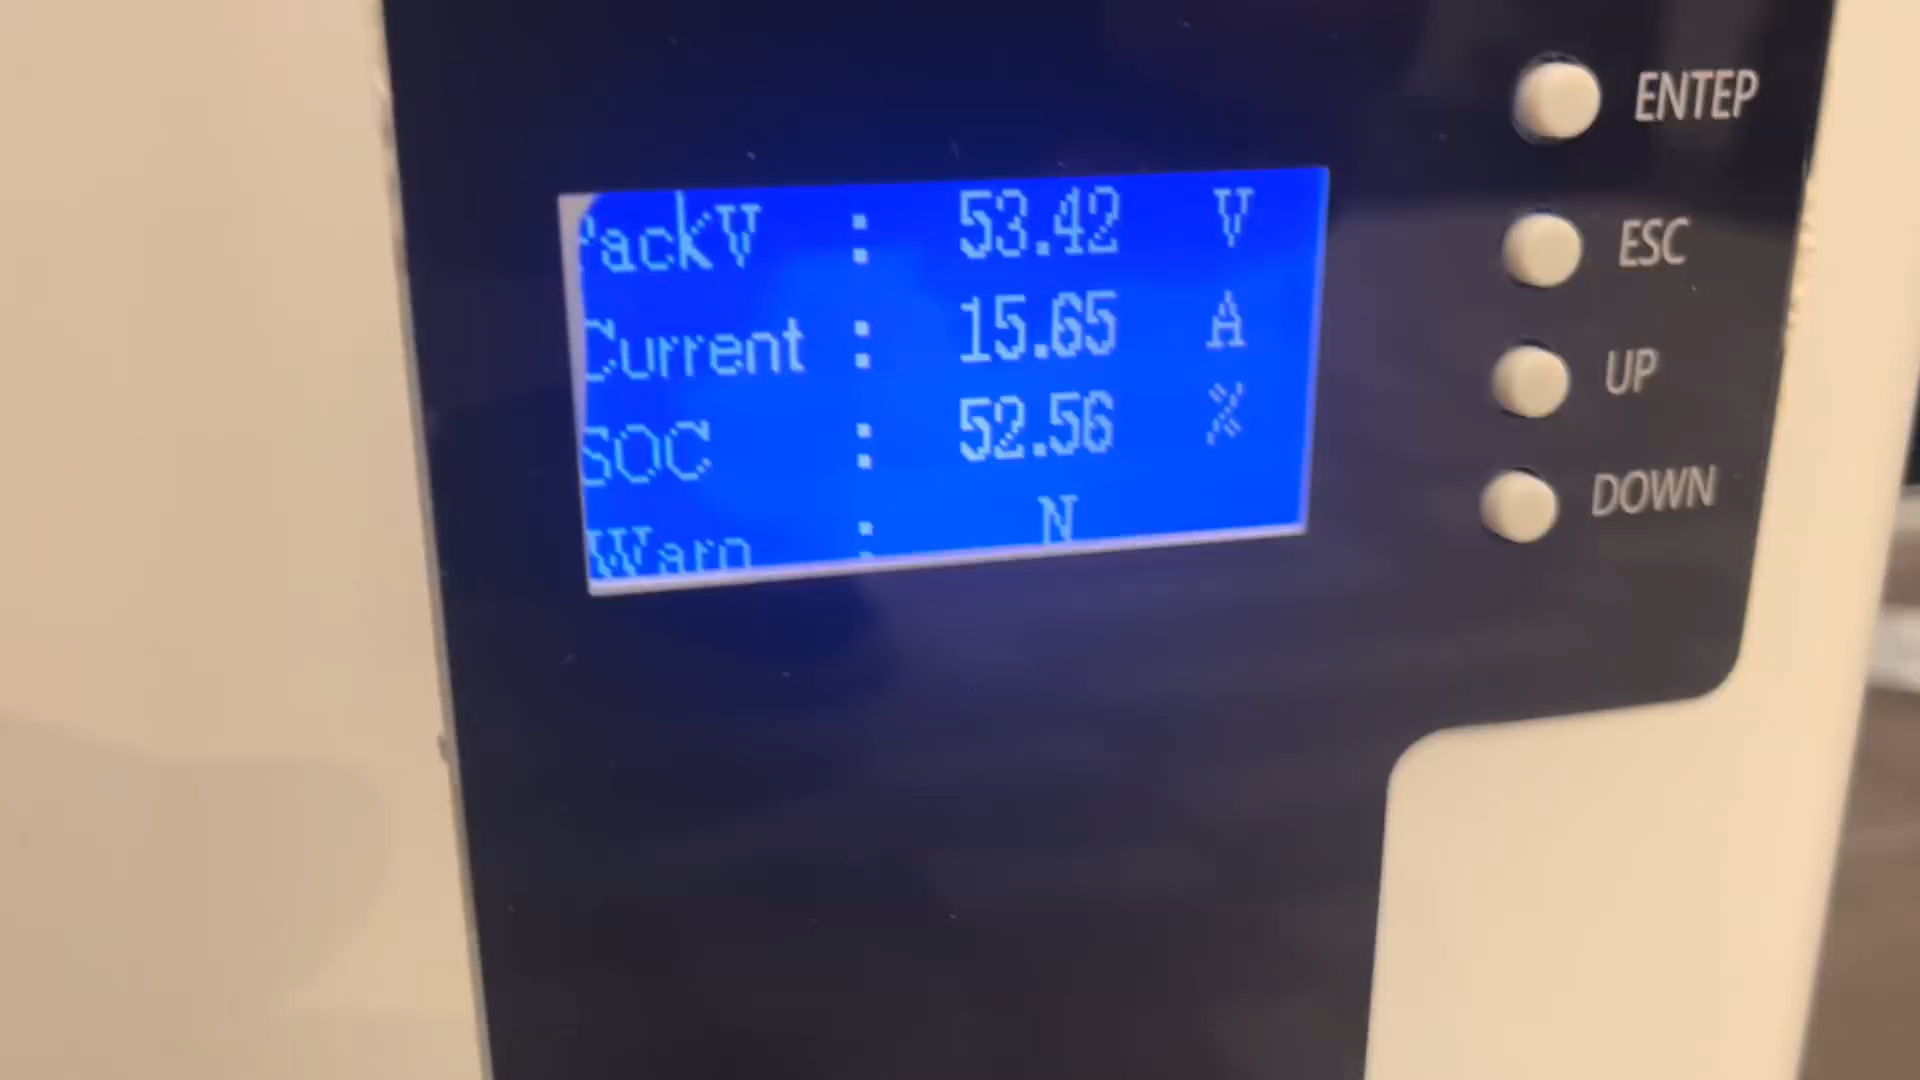 PackV : 53.42 V
Current : 15.65 A
SOC : 52.56 %
Warn : N
ENTEP
ESC
UP
DOWN